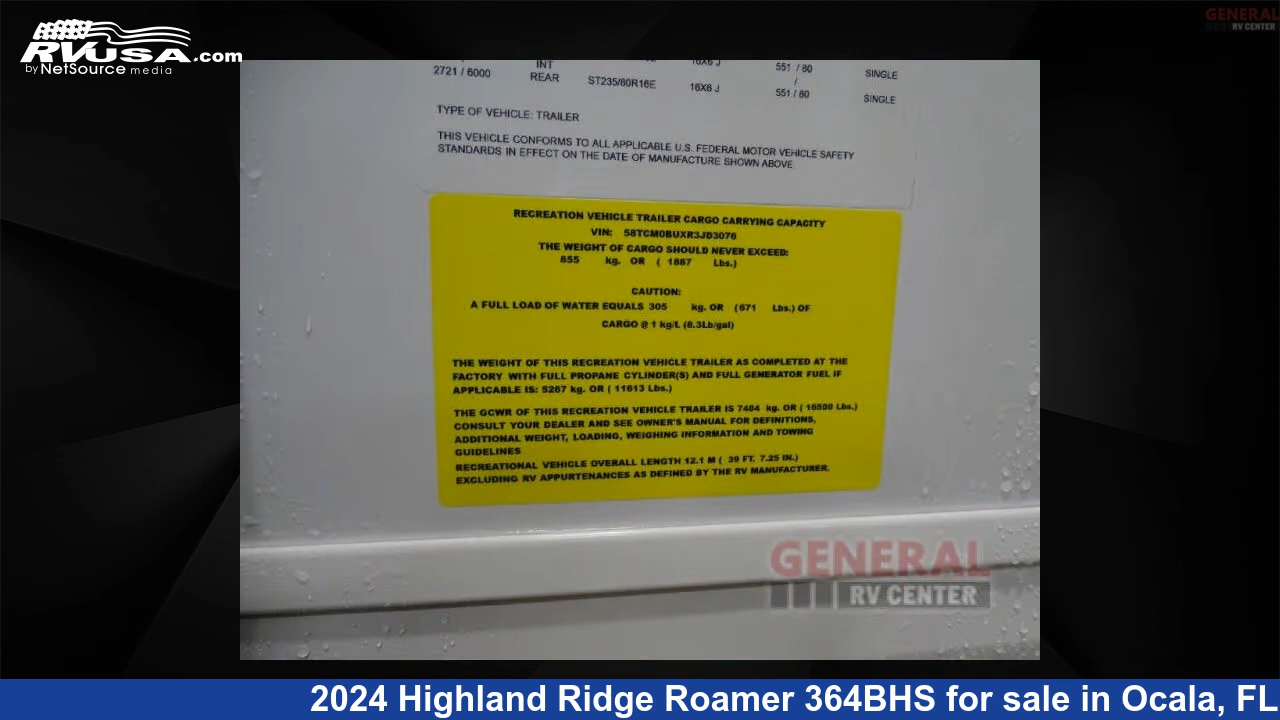 GENERAL
RV CENTER
RVUSA.com
by NetSource media
2721 / 6000 INT 16X6 J 551 / 80 SINGLE
REAR ST235/80R16E 16X6 J / 551 / 80 SINGLE
TYPE OF VEHICLE: TRAILER
THIS VEHICLE CONFORMS TO ALL APPLICABLE U.S. FEDERAL MOTOR VEHICLE SAFETY
STANDARDS IN EFFECT ON THE DATE OF MANUFACTURE SHOWN ABOVE.
RECREATION VEHICLE TRAILER CARGO CARRYING CAPACITY
VIN: 58TCM0BUXR3JD3076
THE WEIGHT OF CARGO SHOULD NEVER EXCEED:
855 kg. OR ( 1887 Lbs.)
CAUTION:
A FULL LOAD OF WATER EQUALS 305 kg. OR (671 Lbs.) OF
CARGO @ 1 kg/L (8.3Lb/gal)
THE WEIGHT OF THIS RECREATION VEHICLE TRAILER AS COMPLETED AT THE
FACTORY WITH FULL PROPANE CYLINDER(S) AND FULL GENERATOR FUEL IF
APPLICABLE IS: 5267 kg. OR ( 11613 Lbs.)
THE GCWR OF THIS RECREATION VEHICLE TRAILER IS 7484 kg. OR ( 16500 Lbs.)
CONSULT YOUR DEALER AND SEE OWNER'S MANUAL FOR DEFINITIONS,
ADDITIONAL WEIGHT, LOADING, WEIGHING INFORMATION AND TOWING
GUIDELINES
RECREATIONAL VEHICLE OVERALL LENGTH 12.1 M ( 39 FT. 7.25 IN.)
EXCLUDING RV APPURTENANCES AS DEFINED BY THE RV MANUFACTURER.
GENERAL
RV CENTER
2024 Highland Ridge Roamer 364BHS for sale in Ocala, FL